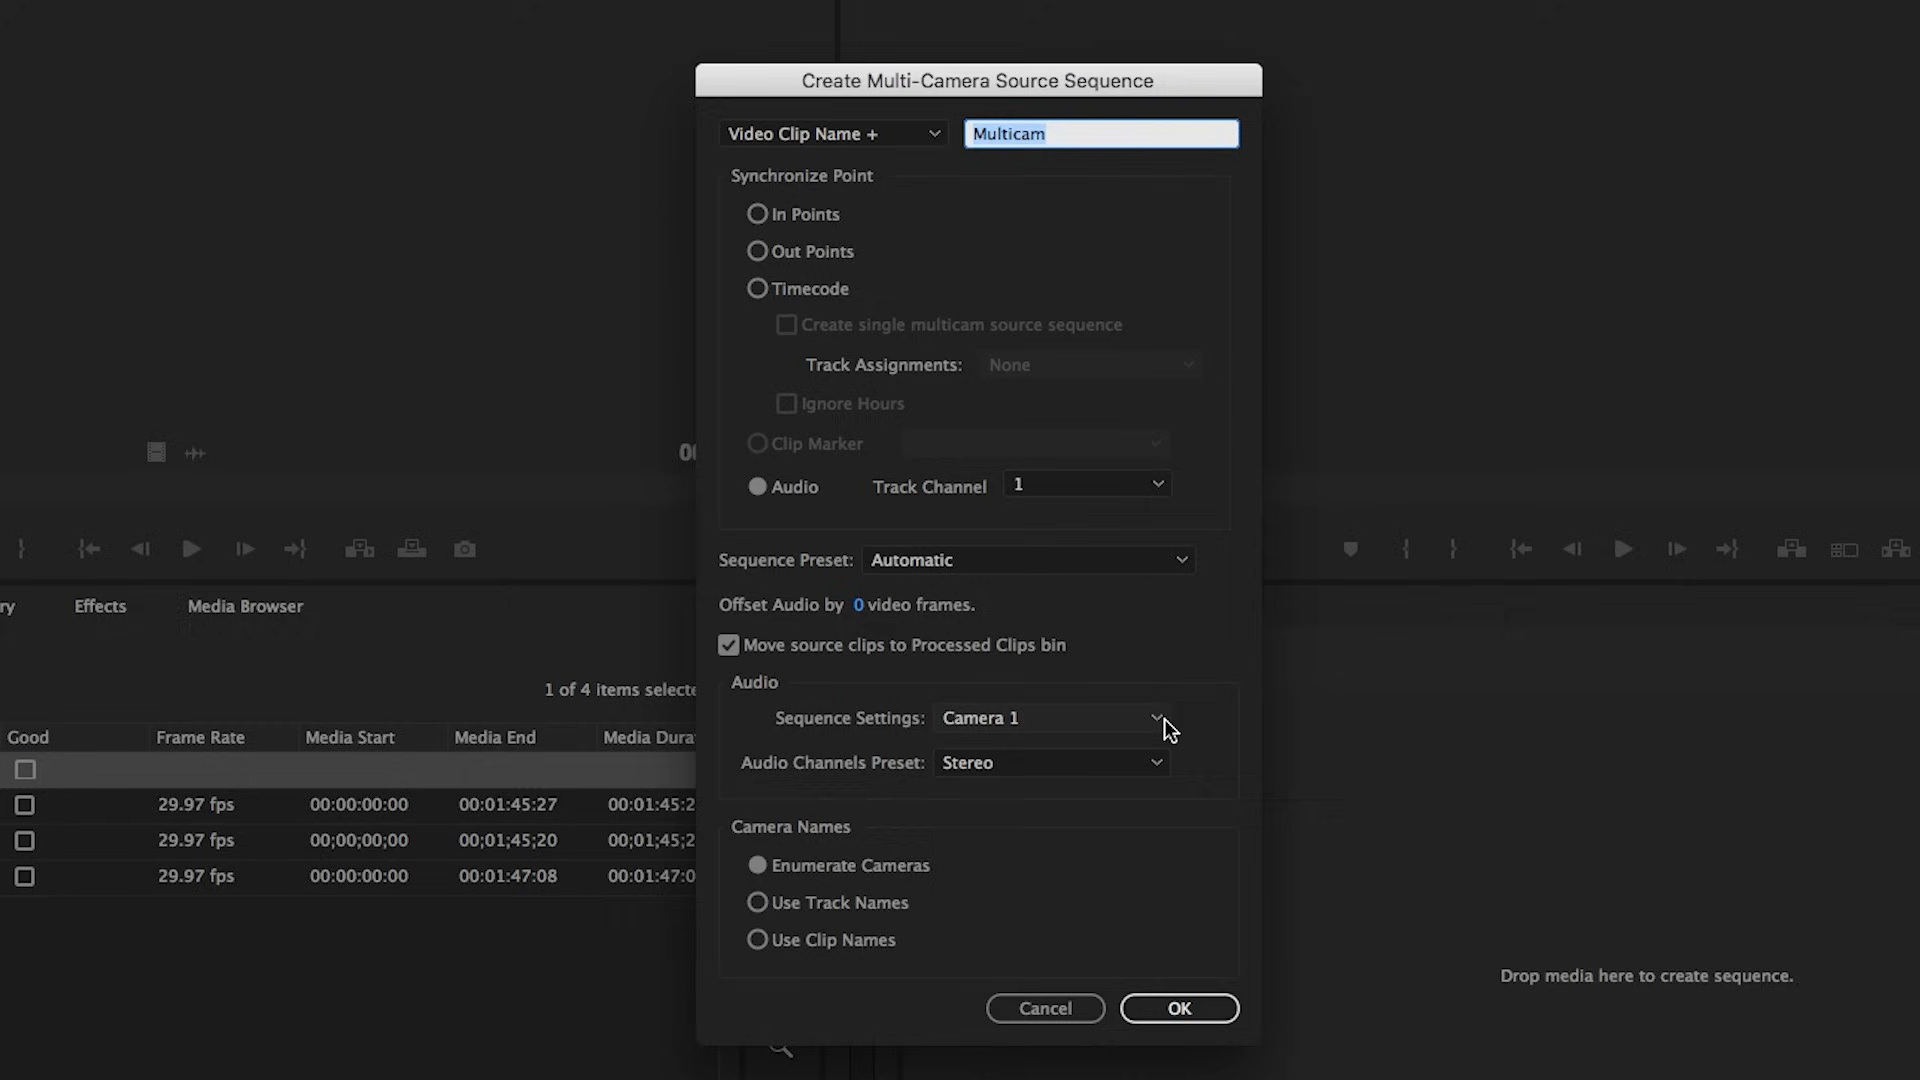 Create Multi-Camera Source Sequence
Video Clip Name +
Multicam
Synchronize Point
In Points
Out Points
Timecode
Create single multicam source sequence
Track Assignments: None
Ignore Hours
Clip Marker
Audio Track Channel 1
Sequence Preset: Automatic
Offset Audio by 0 video frames.
Move source clips to Processed Clips bin
Audio
Sequence Settings: Camera 1
Audio Channels Preset: Stereo
Camera Names
Enumerate Cameras
Use Track Names
Use Clip Names
Cancel OK
00
ry Effects Media Browser
1 of 4 items selecte
Good Frame Rate Media Start Media End Media Dura
29.97 fps 00:00:00:00 00:01:45:27 00:01:45:2
29.97 fps 00;00;00;00 00;01;45;20 00;01;45;2
29.97 fps 00:00:00:00 00:01:47:08 00:01:47:0
Drop media here to create sequence.